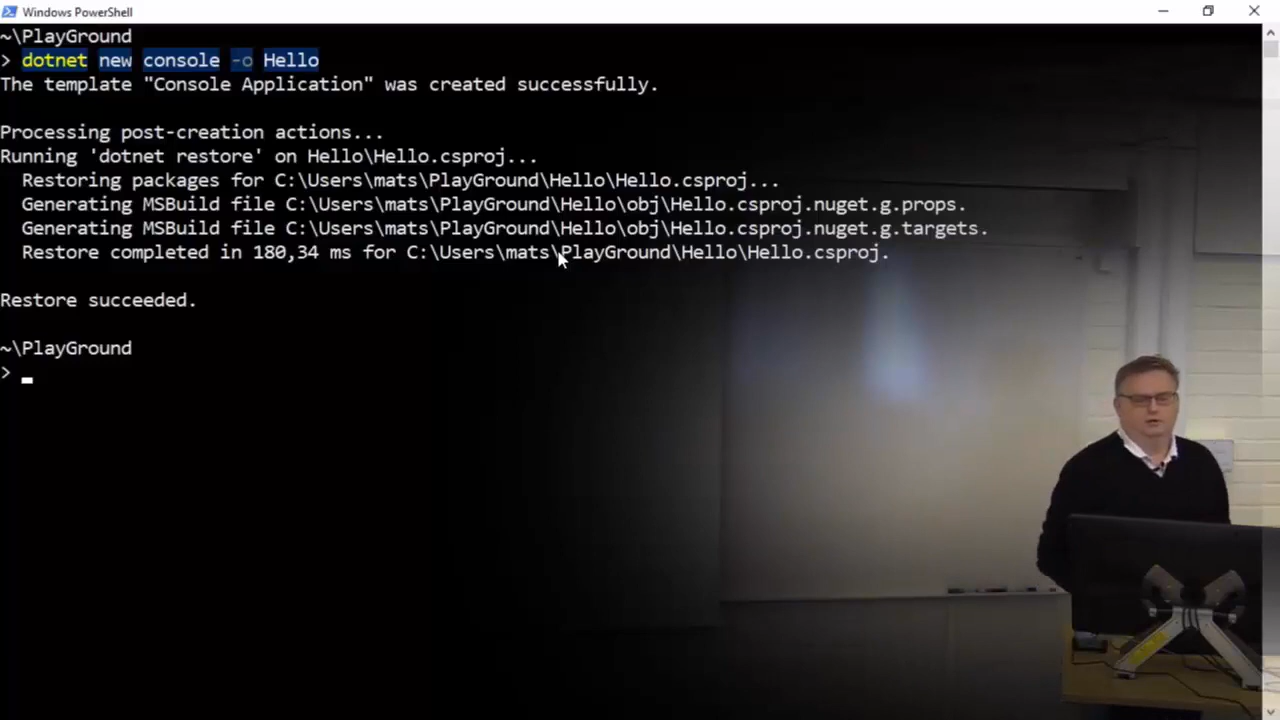 Windows PowerShell
~\PlayGround
> dotnet new console -o Hello
The template "Console Application" was created successfully.
Processing post-creation actions...
Running 'dotnet restore' on Hello\Hello.csproj...
Restoring packages for C:\Users\mats\PlayGround\Hello\Hello.csproj...
Generating MSBuild file C:\Users\mats\PlayGround\Hello\obj\Hello.csproj.nuget.g.props.
Generating MSBuild file C:\Users\mats\PlayGround\Hello\obj\Hello.csproj.nuget.g.targets.
Restore completed in 180,34 ms for C:\Users\mats\PlayGround\Hello\Hello.csproj.
Restore succeeded.
~\PlayGround
>